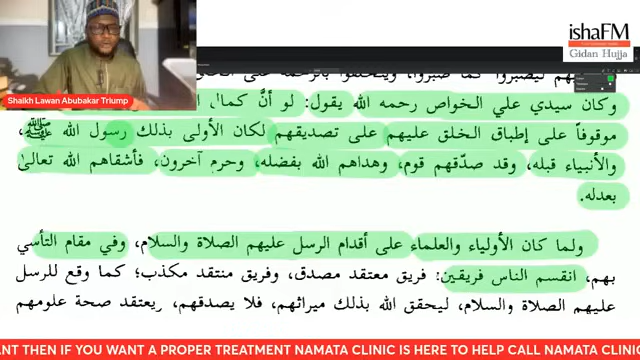 ishaFM
Gidan Hujja
Shaikh Lawan Abubakar Triump
وكان سيدي علي الخواص رحمه الله يقول: لو أنَّ كمال
موقوفاً على إطباق الخلق عليهم على تصديقهم لكان الأولى بذلك رسول الله ﷺ،
والأنبياء قبله، وقد صدّقهم قوم، وهداهم الله بفضله، وحرم آخرون، فأشقاهم الله تعالى
بعدله.
ولما كان الأولياء والعلماء على أقدام الرسل عليهم الصلاة والسلام، وفي مقام التأسي
بهم، انقسم الناس فريقين: فريق معتقد مصدق، وفريق منتقد مكذب؛ كما وقع للرسل
عليهم الصلاة والسلام، ليحقق الله بذلك ميراثهم، فلا يصدقهم، ويعتقد صحة علومهم
ANT THEN IF YOU WANT A PROPER TREATMENT NAMATA CLINIC IS HERE TO HELP CALL NAMATA CLINIC